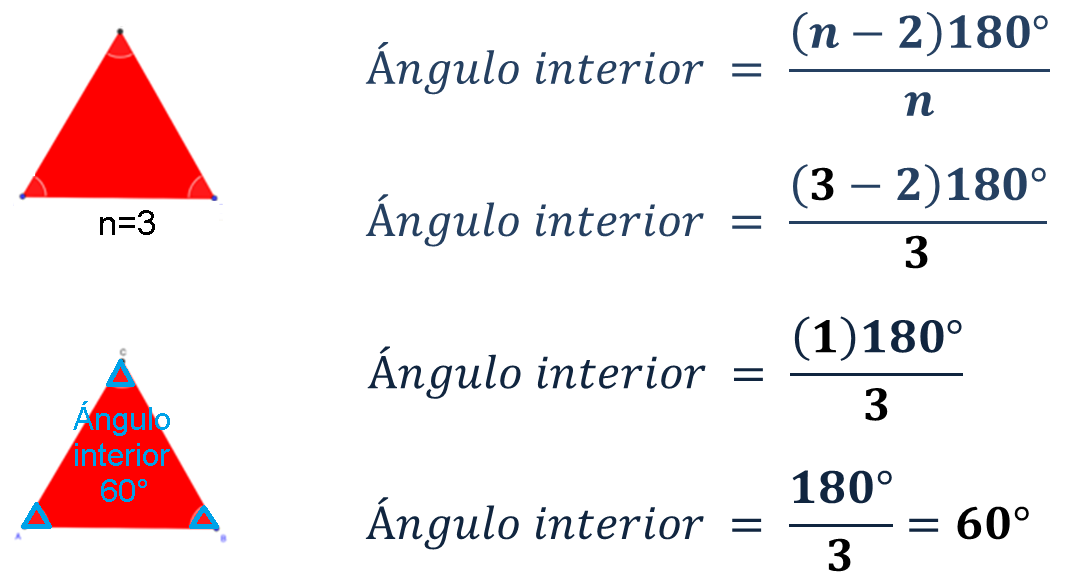 n=3
C
Ángulo
interior
60°
A
B
Ángulo interior = (n − 2)180° / n
Ángulo interior = (3 − 2)180° / 3
Ángulo interior = (1)180° / 3
Ángulo interior = 180° / 3 = 60°